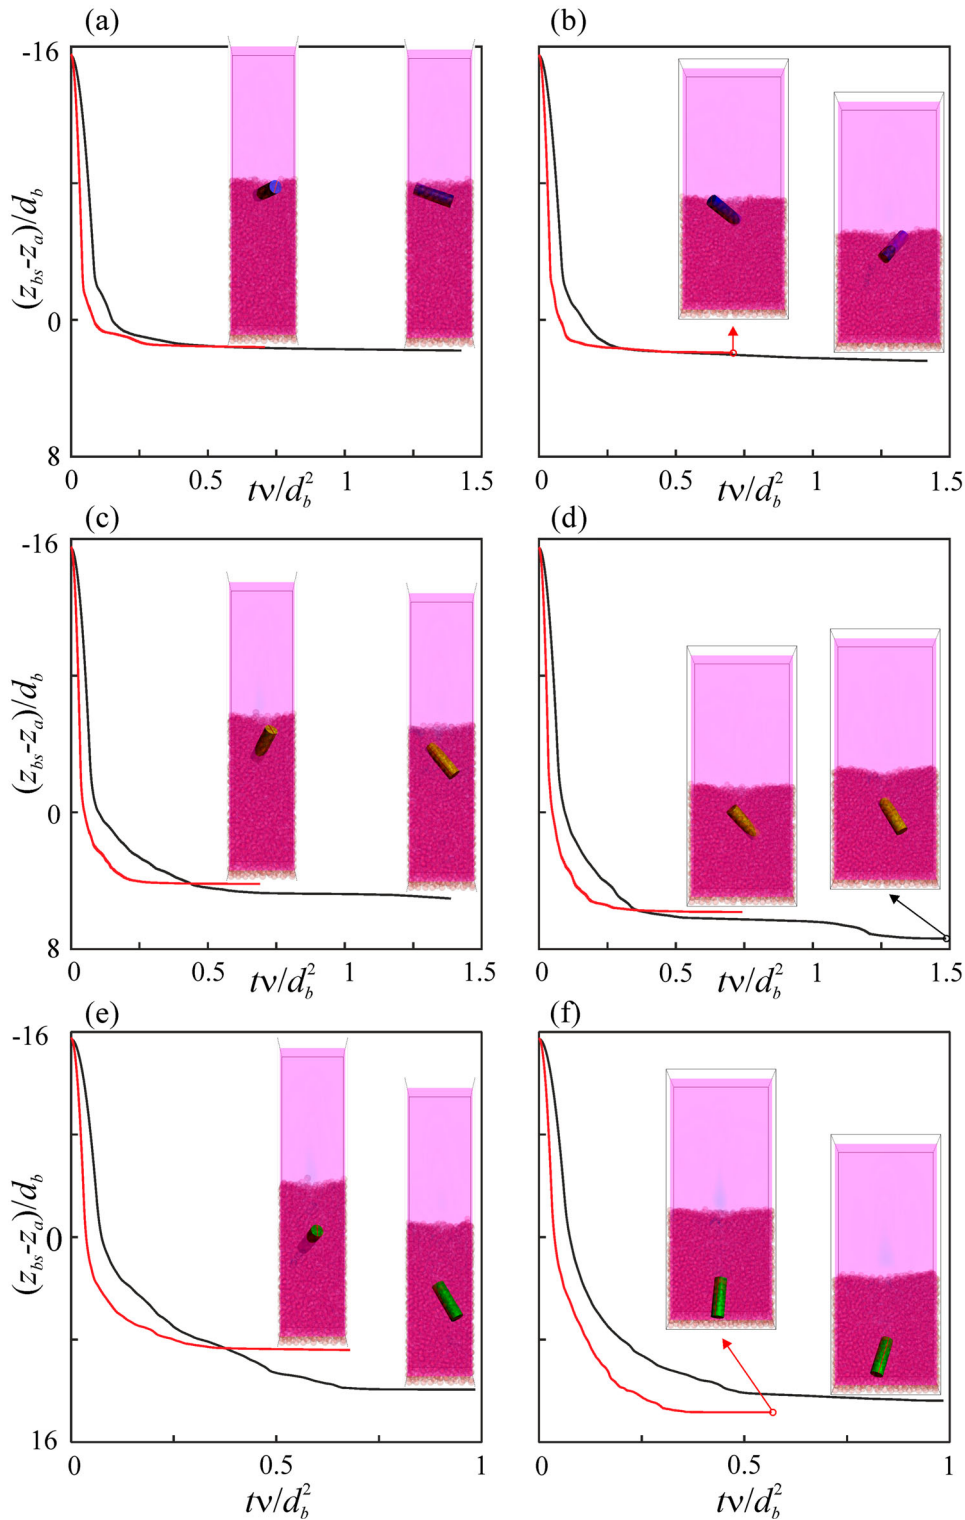 (a) (b)
-16
0
8
(z_bs-z_a)/d_b
0 0.5 1 1.5
tν/d_b^2
0 0.5 1 1.5
tν/d_b^2
(c) (d)
-16
0
8
(z_bs-z_a)/d_b
0 0.5 1 1.5
tν/d_b^2
0 0.5 1 1.5
tν/d_b^2
(e) (f)
-16
0
16
(z_bs-z_a)/d_b
0.5 1
tν/d_b^2
0 0.5 1
tν/d_b^2